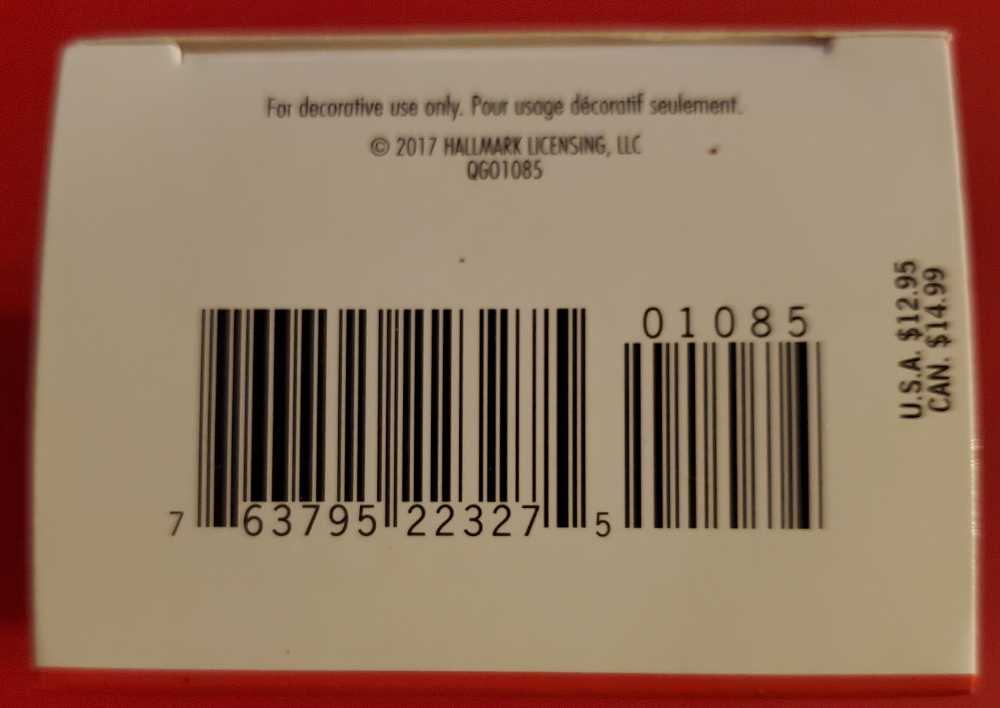 For decorative use only. Pour usage décoratif seulement.
© 2017 HALLMARK LICENSING, LLC
QGO1085
01085
7 63795 22327 5
U.S.A. $12.95
CAN. $14.99